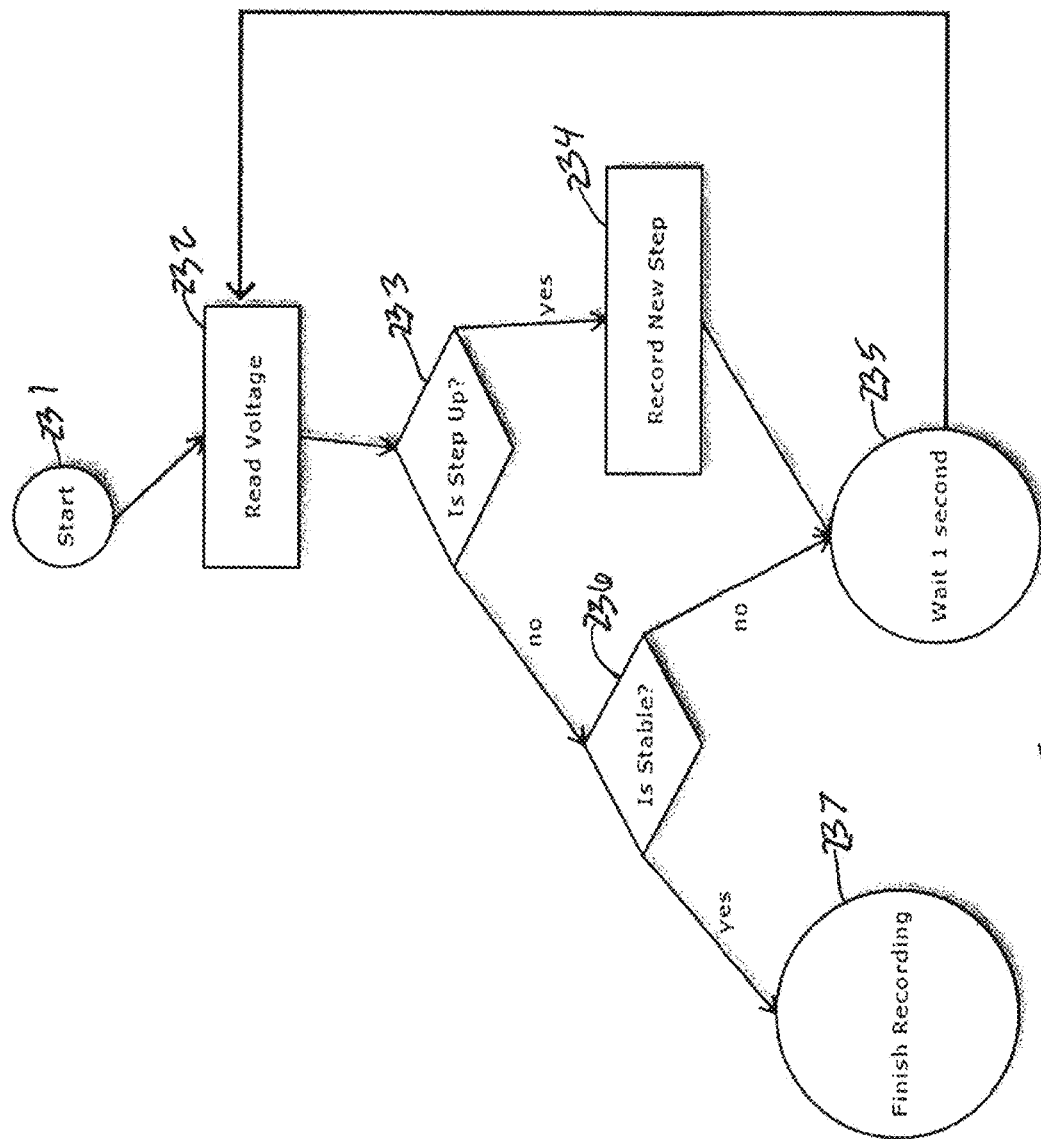 Start
231
Read Voltage
232
Is Step Up?
233
yes
no
Record New Step
234
Is Stable?
236
no
yes
Wait 1 second
235
Finish Recording
237